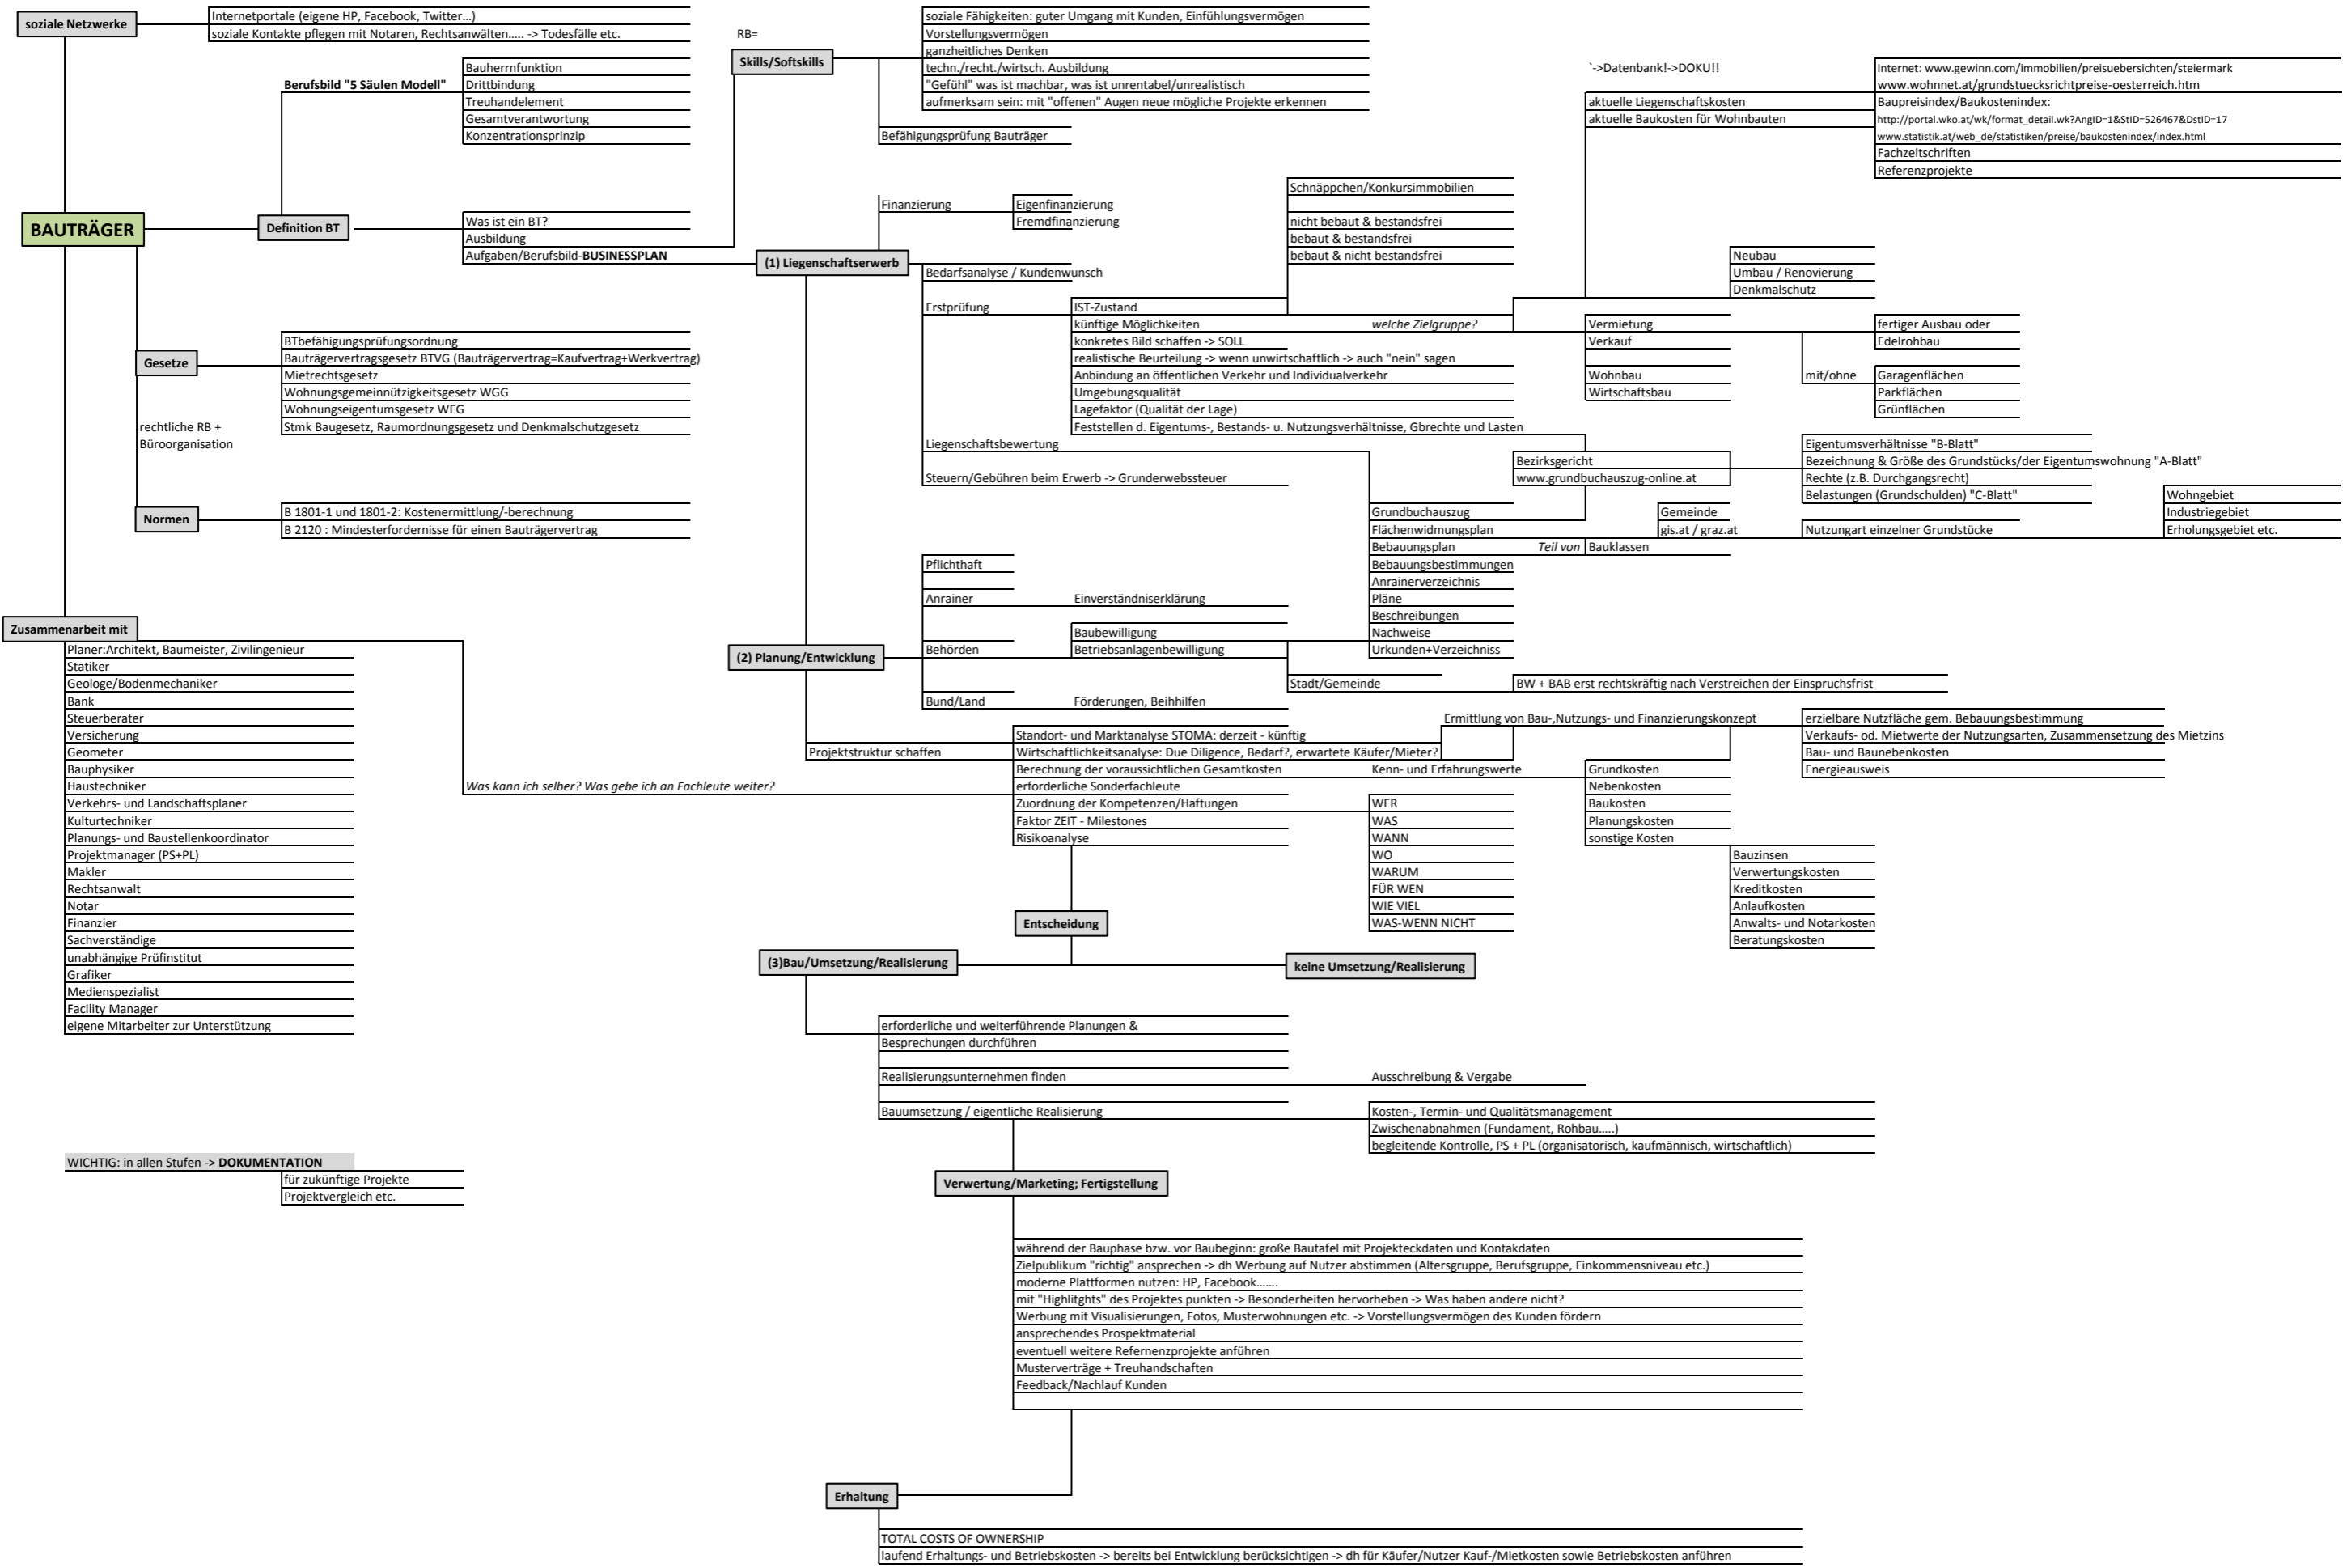 soziale Netzwerke
Internetportale (eigene HP, Facebook, Twitter...)
soziale Kontakte pflegen mit Notaren, Rechtsanwälten..... -> Todesfälle etc.
BAUTRÄGER
Definition BT
Berufsbild "5 Säulen Modell"
Bauherrnfunktion
Drittbindung
Treuhandelement
Gesamtverantwortung
Konzentrationsprinzip
Was ist ein BT?
Ausbildung
Aufgaben/Berufsbild-BUSINESSPLAN
RB=
Skills/Softskills
soziale Fähigkeiten: guter Umgang mit Kunden, Einfühlungsvermögen
Vorstellungsvermögen
ganzheitliches Denken
techn./recht./wirtsch. Ausbildung
"Gefühl" was ist machbar, was ist unrentabel/unrealistisch
aufmerksam sein: mit "offenen" Augen neue mögliche Projekte erkennen
Befähigungsprüfung Bauträger
Gesetze
BTbefähigungsprüfungsordnung
Bauträgervertragsgesetz BTVG (Bauträgervertrag=Kaufvertrag+Werkvertrag)
Mietrechtsgesetz
Wohnungsgemeinnützigkeitsgesetz WGG
Wohnungseigentumsgesetz WEG
Stmk Baugesetz, Raumordnungsgesetz und Denkmalschutzgesetz
rechtliche RB +
Büroorganisation
Normen
B 1801-1 und 1801-2: Kostenermittlung/-berechnung
B 2120 : Mindesterfordernisse für einen Bauträgervertrag
(1) Liegenschaftserwerb
Finanzierung
Eigenfinanzierung
Fremdfinanzierung
Bedarfsanalyse / Kundenwunsch
Erstprüfung
IST-Zustand
künftige Möglichkeiten
welche Zielgruppe?
konkretes Bild schaffen -> SOLL
realistische Beurteilung -> wenn unwirtschaftlich -> auch "nein" sagen
Anbindung an öffentlichen Verkehr und Individualverkehr
Umgebungsqualität
Lagefaktor (Qualität der Lage)
Feststellen d. Eigentums-, Bestands- u. Nutzungsverhältnisse, Gbrechte und Lasten
Schnäppchen/Konkursimmobilien
nicht bebaut & bestandsfrei
bebaut & bestandsfrei
bebaut & nicht bestandsfrei
`->Datenbank!->DOKU!!
aktuelle Liegenschaftskosten
aktuelle Baukosten für Wohnbauten
Internet: www.gewinn.com/immobilien/preisuebersichten/steiermark
www.wohnnet.at/grundstuecksrichtpreise-oesterreich.htm
Baupreisindex/Baukostenindex:
http://portal.wko.at/wk/format_detail.wk?AngID=1&StID=526467&DstID=17
www.statistik.at/web_de/statistiken/preise/baukostenindex/index.html
Fachzeitschriften
Referenzprojekte
Neubau
Umbau / Renovierung
Denkmalschutz
Vermietung
Verkauf
Wohnbau
Wirtschaftsbau
fertiger Ausbau oder
Edelrohbau
mit/ohne
Garagenflächen
Parkflächen
Grünflächen
Liegenschaftsbewertung
Steuern/Gebühren beim Erwerb -> Grunderwebssteuer
Bezirksgericht
www.grundbuchauszug-online.at
Eigentumsverhältnisse "B-Blatt"
Bezeichnung & Größe des Grundstücks/der Eigentumswohnung "A-Blatt"
Rechte (z.B. Durchgangsrecht)
Belastungen (Grundschulden) "C-Blatt"
Grundbuchauszug
Flächenwidmungsplan
Bebauungsplan
Teil von
Bauklassen
Bebauungsbestimmungen
Anrainerverzeichnis
Pläne
Beschreibungen
Nachweise
Urkunden+Verzeichniss
Gemeinde
gis.at / graz.at
Nutzungart einzelner Grundstücke
Wohngebiet
Industriegebiet
Erholungsgebiet etc.
(2) Planung/Entwicklung
Pflichthaft
Anrainer
Einverständniserklärung
Behörden
Baubewilligung
Betriebsanlagenbewilligung
Stadt/Gemeinde
BW + BAB erst rechtskräftig nach Verstreichen der Einspruchsfrist
Bund/Land
Förderungen, Beihhilfen
Projektstruktur schaffen
Standort- und Marktanalyse STOMA: derzeit - künftig
Wirtschaftlichkeitsanalyse: Due Diligence, Bedarf?, erwartete Käufer/Mieter?
Berechnung der voraussichtlichen Gesamtkosten
Kenn- und Erfahrungswerte
erforderliche Sonderfachleute
Zuordnung der Kompetenzen/Haftungen
Faktor ZEIT - Milestones
Risikoanalyse
Ermittlung von Bau-,Nutzungs- und Finanzierungskonzept
erzielbare Nutzfläche gem. Bebauungsbestimmung
Verkaufs- od. Mietwerte der Nutzungsarten, Zusammensetzung des Mietzins
Bau- und Baunebenkosten
Energieausweis
Grundkosten
Nebenkosten
Baukosten
Planungskosten
sonstige Kosten
Bauzinsen
Verwertungskosten
Kreditkosten
Anlaufkosten
Anwalts- und Notarkosten
Beratungskosten
WER
WAS
WANN
WO
WARUM
FÜR WEN
WIE VIEL
WAS-WENN NICHT
Zusammenarbeit mit
Planer:Architekt, Baumeister, Zivilingenieur
Statiker
Geologe/Bodenmechaniker
Bank
Steuerberater
Versicherung
Geometer
Bauphysiker
Haustechniker
Verkehrs- und Landschaftsplaner
Kulturtechniker
Planungs- und Baustellenkoordinator
Projektmanager (PS+PL)
Makler
Rechtsanwalt
Notar
Finanzier
Sachverständige
unabhängige Prüfinstitut
Grafiker
Medienspezialist
Facility Manager
eigene Mitarbeiter zur Unterstützung
Was kann ich selber? Was gebe ich an Fachleute weiter?
Entscheidung
(3)Bau/Umsetzung/Realisierung
keine Umsetzung/Realisierung
erforderliche und weiterführende Planungen &
Besprechungen durchführen
Realisierungsunternehmen finden
Ausschreibung & Vergabe
Bauumsetzung / eigentliche Realisierung
Kosten-, Termin- und Qualitätsmanagement
Zwischenabnahmen (Fundament, Rohbau.....)
begleitende Kontrolle, PS + PL (organisatorisch, kaufmännisch, wirtschaftlich)
WICHTIG: in allen Stufen -> DOKUMENTATION
für zukünftige Projekte
Projektvergleich etc.
Verwertung/Marketing; Fertigstellung
während der Bauphase bzw. vor Baubeginn: große Bautafel mit Projekteckdaten und Kontakdaten
Zielpublikum "richtig" ansprechen -> dh Werbung auf Nutzer abstimmen (Altersgruppe, Berufsgruppe, Einkommensniveau etc.)
moderne Plattformen nutzen: HP, Facebook.......
mit "Highlitghts" des Projektes punkten -> Besonderheiten hervorheben -> Was haben andere nicht?
Werbung mit Visualisierungen, Fotos, Musterwohnungen etc. -> Vorstellungsvermögen des Kunden fördern
ansprechendes Prospektmaterial
eventuell weitere Refernenzprojekte anführen
Musterverträge + Treuhandschaften
Feedback/Nachlauf Kunden
Erhaltung
TOTAL COSTS OF OWNERSHIP
laufend Erhaltungs- und Betriebskosten -> bereits bei Entwicklung berücksichtigen -> dh für Käufer/Nutzer Kauf-/Mietkosten sowie Betriebskosten anführen